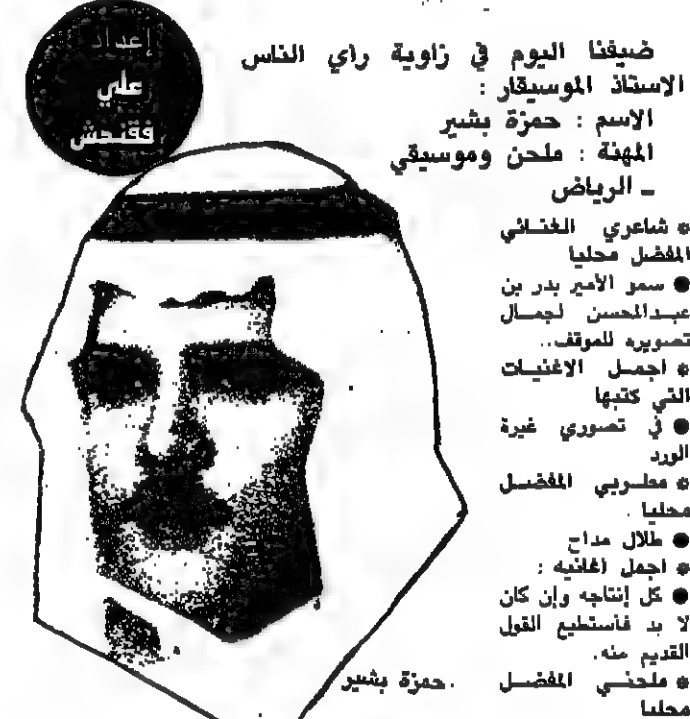 إعداد
علي
فقندش
ضيفنا اليوم في زاوية راي الناس
الاستاذ الموسيقار :
الاسم : حمزة بشير
المهنة : ملحن وموسيقي
- الرياض
* شاعري الغنائي
المفضل محليا
● سمو الأمير بدر بن
عبدالمحسن لجمال
تصويره للموقف..
* اجمل الاغنيات
التي كتبها
● في تصوري غيرة
الورد
* مطربي المفضل
محليا .
● طلال مداح
* اجمل اغانيه :
● كل إنتاجه وإن كان
لا بد فأستطيع القول
القديم منه.
* ملحني المفضل
محليا
حمزة بشير.